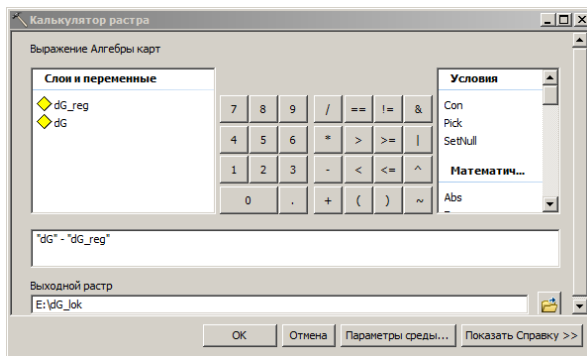 Калькулятор растра
Выражение Алгебры карт
Слои и переменные
dG_reg
dG
7 8 9 / == != &
4 5 6 * > >= |
1 2 3 - < <= ^
0 . + ( ) ~
Условия
Con
Pick
SetNull
Математич...
Abs
"dG" - "dG_reg"
Выходной растр
E:\dG_lok
OK Отмена Параметры среды... Показать Справку >>